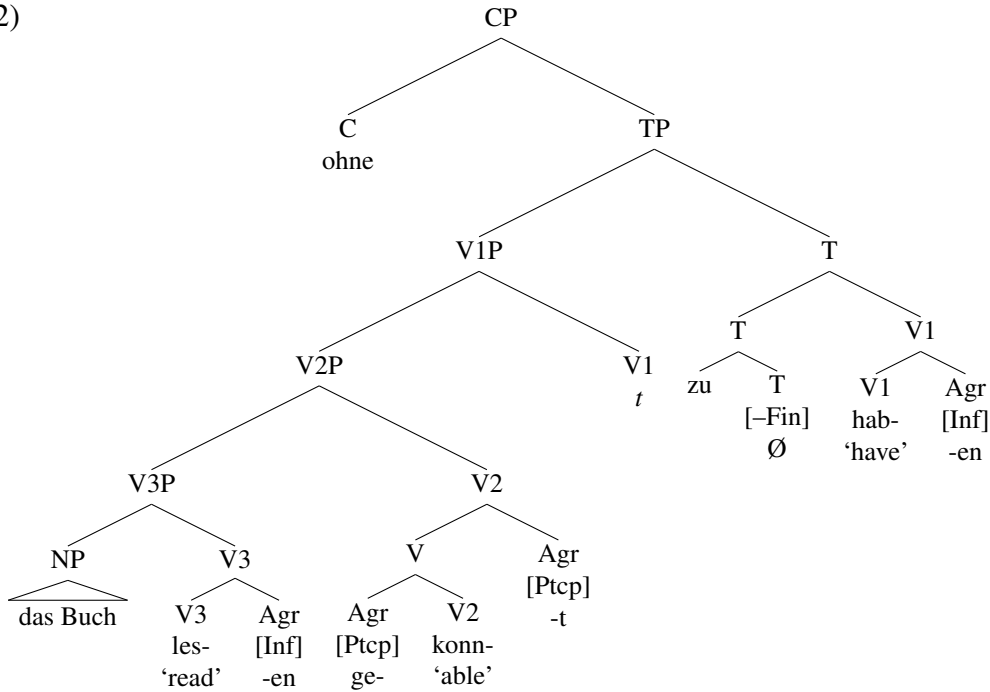 2)
CP
C TP
ohne
V1P T
T V1
V2P V1 zu T V1 Agr
t [–Fin] hab- [Inf]
Ø ‘have’ -en
V3P V2
NP V3 V Agr
[Ptcp]
das Buch V3 Agr Agr V2 -t
les- [Inf] [Ptcp] konn-
‘read’ -en ge- ‘able’